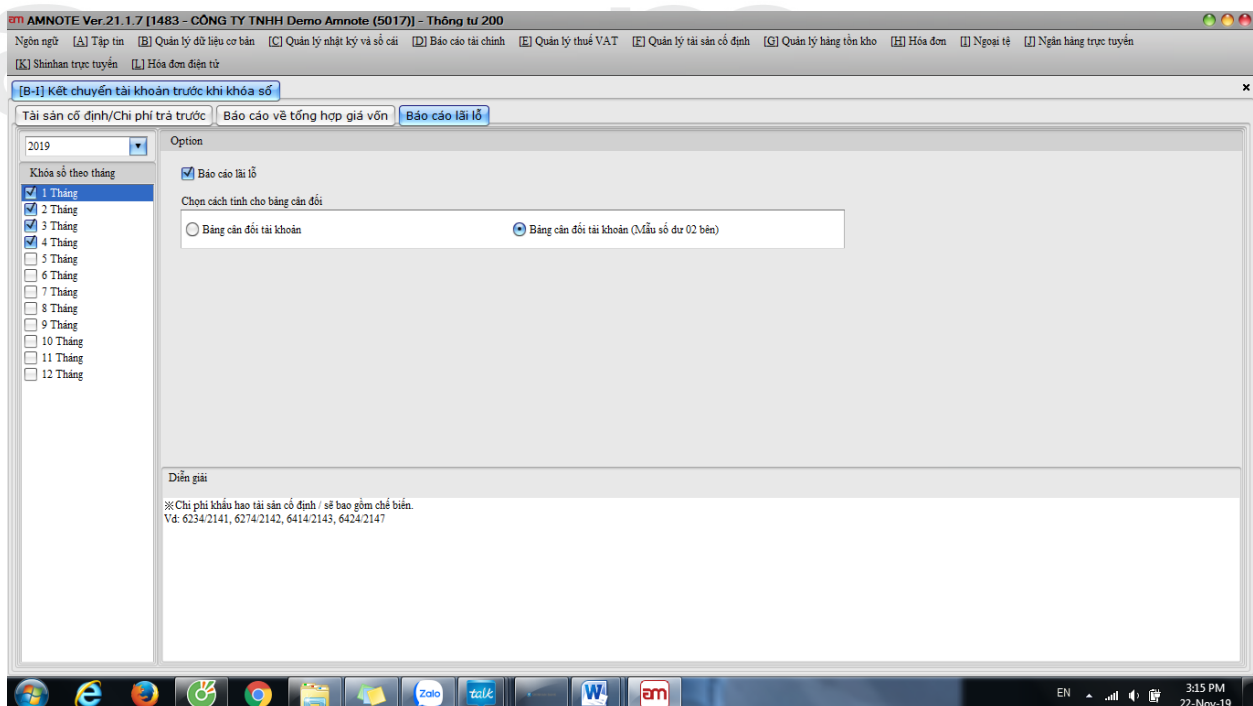 am AMNOTE Ver.21.1.7 [1483 - CÔNG TY TNHH Demo Amnote (5017)] - Thông tư 200
Ngôn ngữ [A] Tập tin [B] Quản lý dữ liệu cơ bản [C] Quản lý nhật ký và sổ cái [D] Báo cáo tài chính [E] Quản lý thuế VAT [F] Quản lý tài sản cố định [G] Quản lý hàng tồn kho [H] Hóa đơn [I] Ngoại tệ [J] Ngân hàng trực tuyến
[K] Shinhan trực tuyến [L] Hóa đơn điện tử
[B-I] Kết chuyển tài khoản trước khi khóa sổ
Tài sản cố định/Chi phí trả trước Báo cáo về tổng hợp giá vốn Báo cáo lãi lỗ
2019
Option
Khóa sổ theo tháng
1 Tháng
2 Tháng
3 Tháng
4 Tháng
5 Tháng
6 Tháng
7 Tháng
8 Tháng
9 Tháng
10 Tháng
11 Tháng
12 Tháng
Báo cáo lãi lỗ
Chọn cách tính cho bảng cân đối
Bảng cân đối tài khoản Bảng cân đối tài khoản (Mẫu số dư 02 bên)
Diễn giải
※Chi phí khấu hao tài sản cố định / sẽ bao gồm chế biến.
Vd: 6234/2141, 6274/2142, 6414/2143, 6424/2147
Zalo talk W am
EN 3:15 PM
22-Nov-19